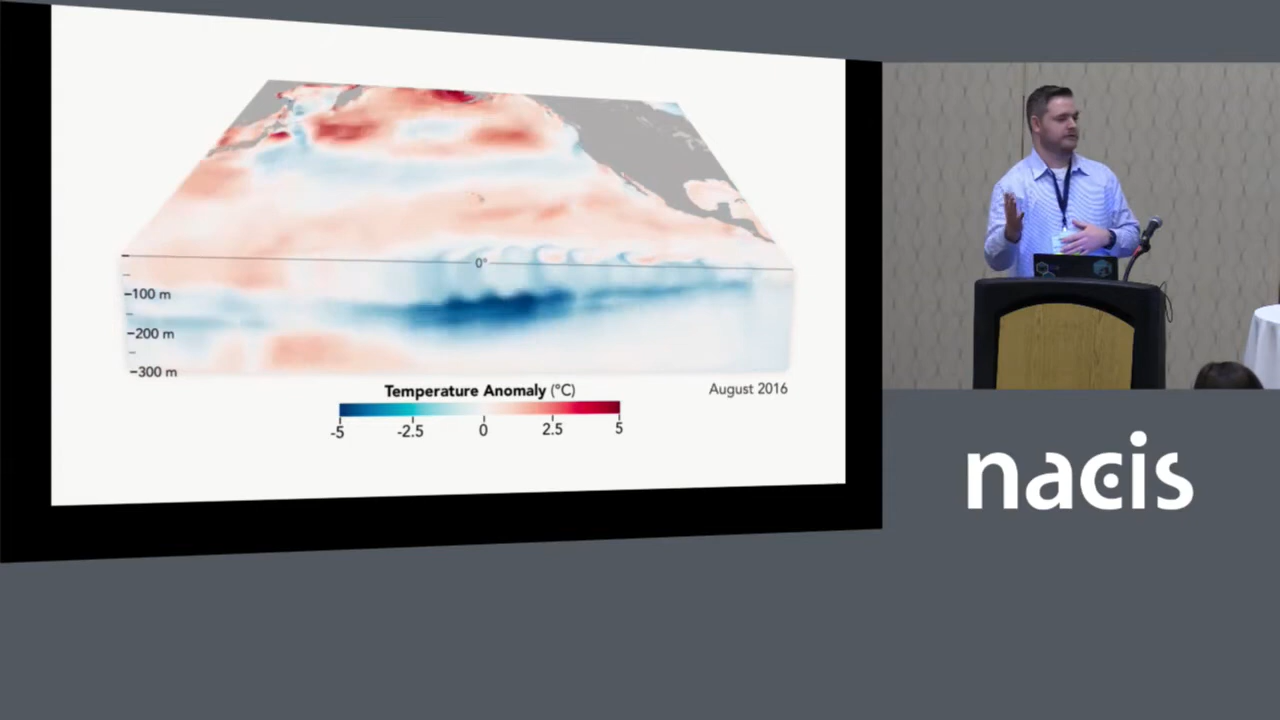 0°
−100 m
−200 m
−300 m
Temperature Anomaly (°C)
August 2016
-5 -2.5 0 2.5 5
nacis